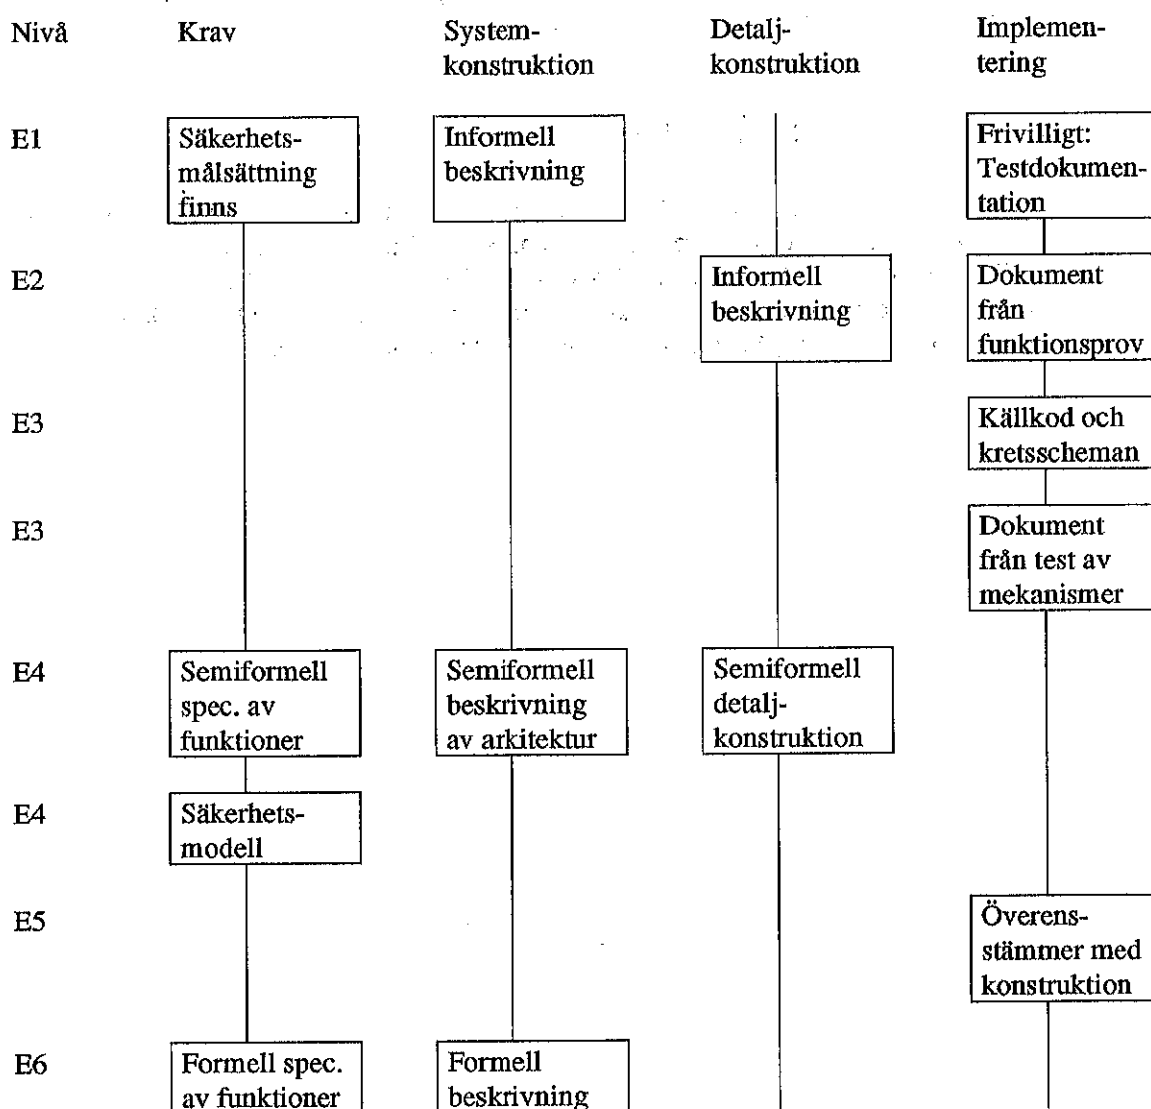 Nivå
Krav
System-
konstruktion
Detalj-
konstruktion
Implemen-
tering
E1
Säkerhets-
målsättning
finns
Informell
beskrivning
Frivilligt:
Testdokumen-
tation
E2
Informell
beskrivning
Dokument
från
funktionsprov
E3
Källkod och
kretsscheman
E3
Dokument
från test av
mekanismer
E4
Semiformell
spec. av
funktioner
Semiformell
beskrivning
av arkitektur
Semiformell
detalj-
konstruktion
E4
Säkerhets-
modell
E5
Överens-
stämmer med
konstruktion
E6
Formell spec.
av funktioner
Formell
beskrivning